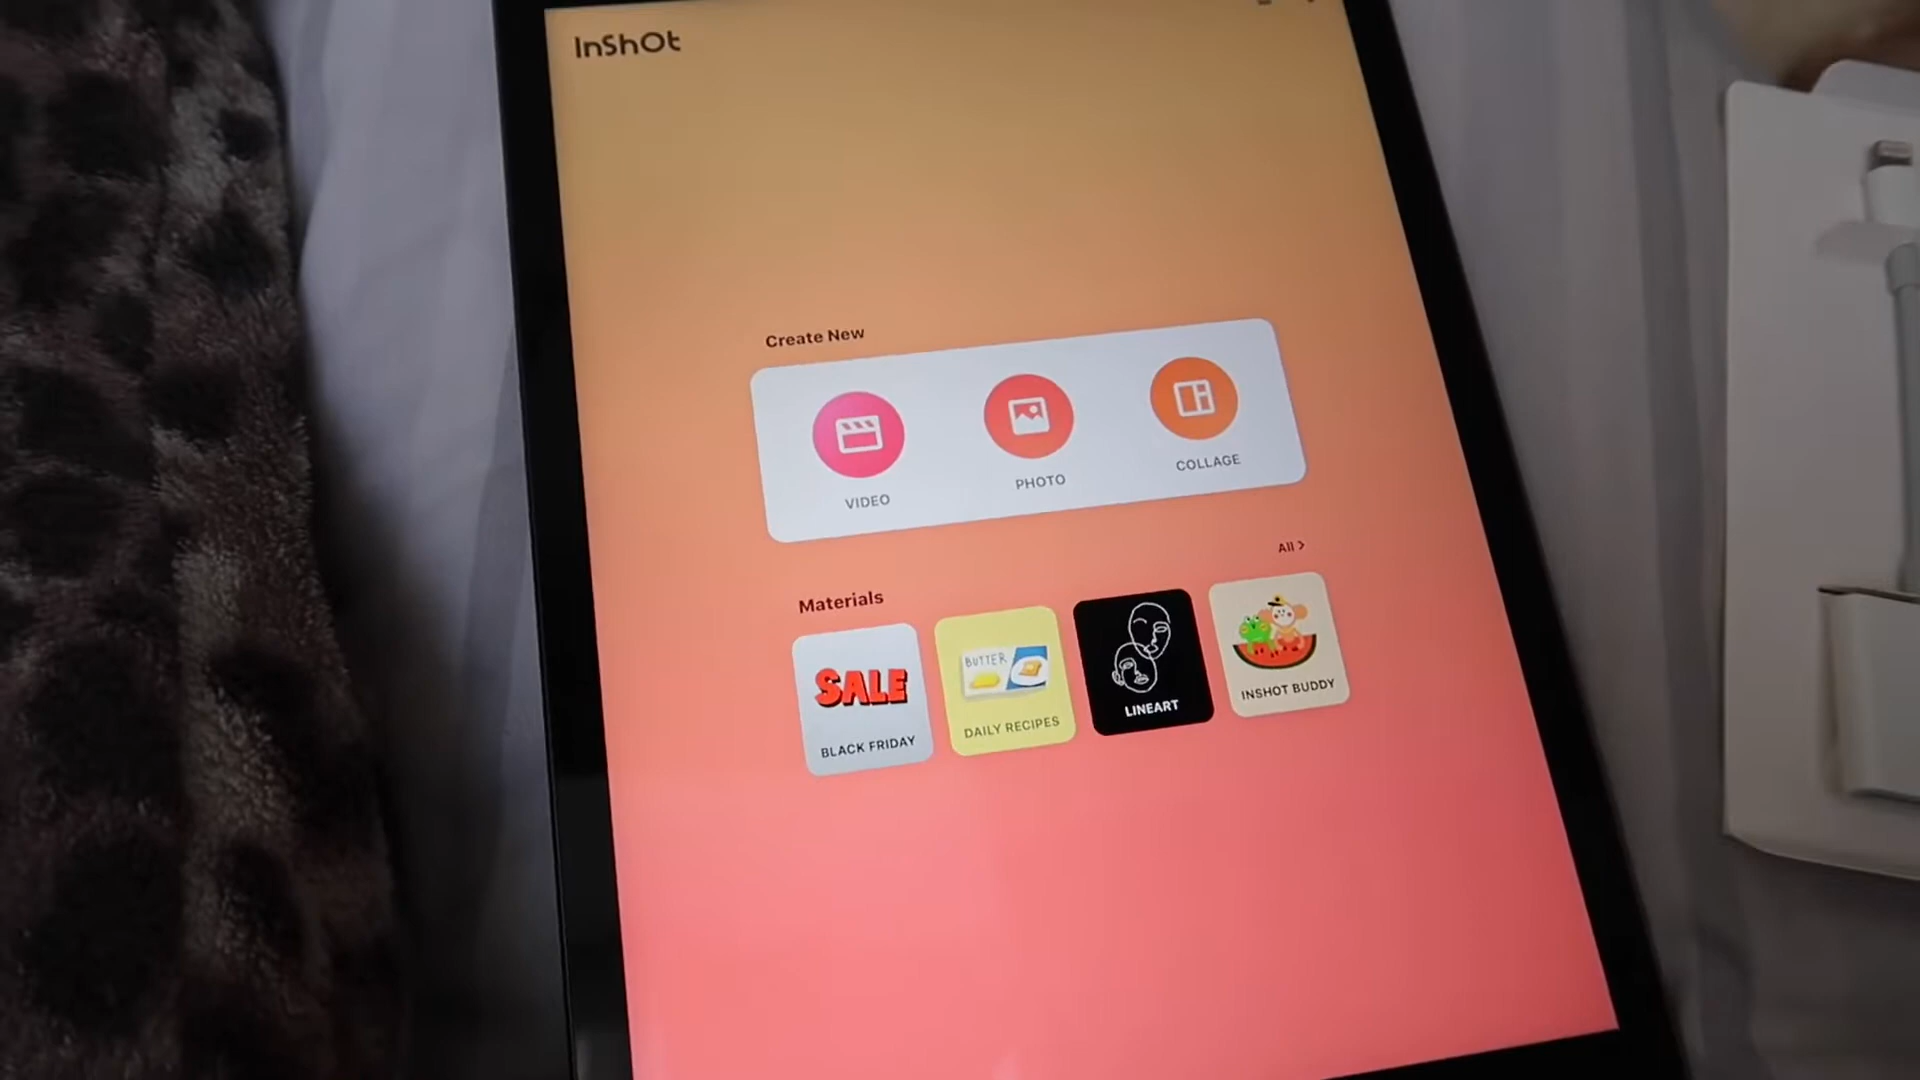 InShOt
Create New
VIDEO
PHOTO
COLLAGE
All >
Materials
SALE
BLACK FRIDAY
BUTTER
DAILY RECIPES
LINEART
INSHOT BUDDY